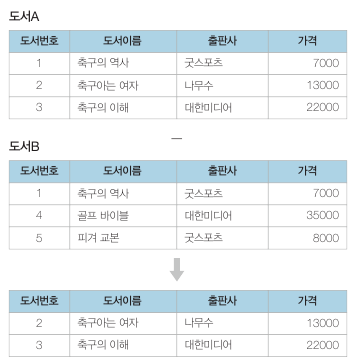 도서A
도서번호 도서이름 출판사 가격
1 축구의 역사 굿스포츠 7000
2 축구아는 여자 나무수 13000
3 축구의 이해 대한미디어 22000
—
도서B
도서번호 도서이름 출판사 가격
1 축구의 역사 굿스포츠 7000
4 골프 바이블 대한미디어 35000
5 피겨 교본 굿스포츠 8000
도서번호 도서이름 출판사 가격
2 축구아는 여자 나무수 13000
3 축구의 이해 대한미디어 22000